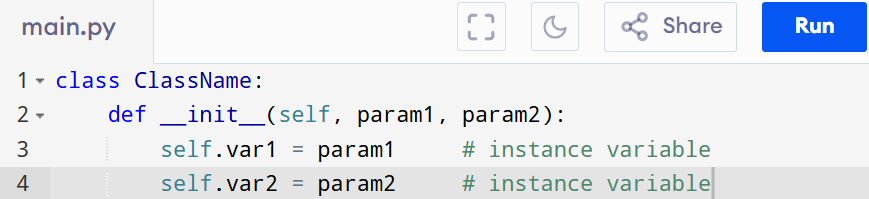 main.py Share Run
1 class ClassName:
2     def __init__(self, param1, param2):
3         self.var1 = param1     # instance variable
4         self.var2 = param2     # instance variable